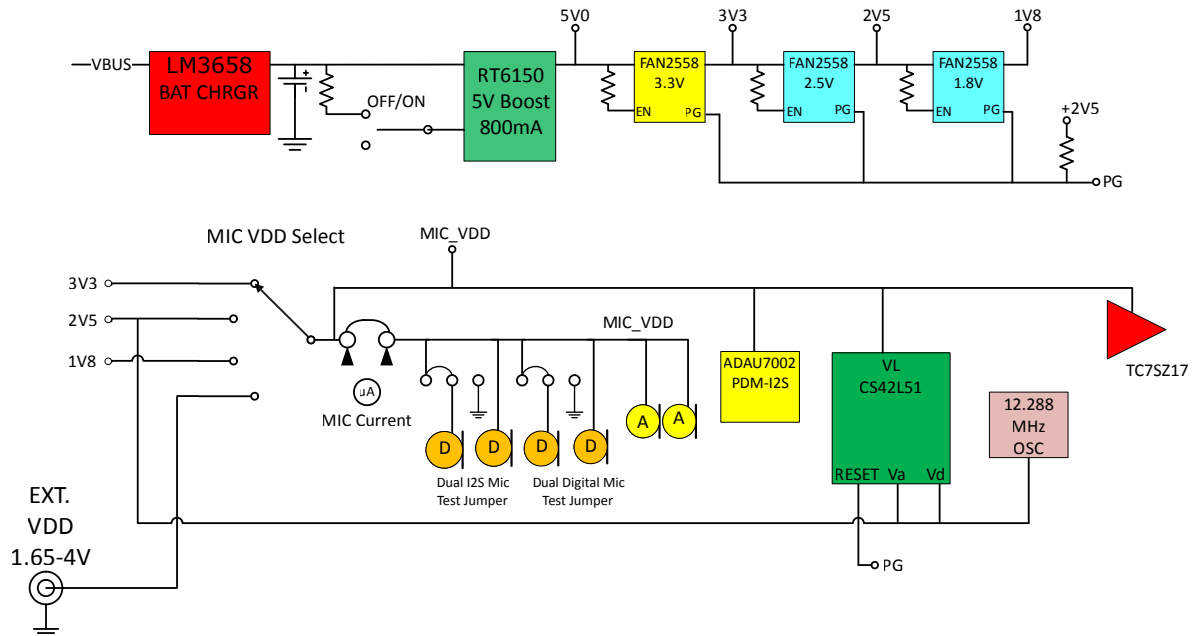 5V0
3V3
2V5
1V8
VBUS
LM3658
BAT CHRGR
+
-
OFF/ON
RT6150
5V Boost
800mA
FAN2558
3.3V
EN
PG
FAN2558
2.5V
EN
PG
FAN2558
1.8V
EN
PG
+2V5
PG
MIC VDD Select
MIC_VDD
3V3
2V5
1V8
MIC_VDD
uA
MIC Current
D
D
D
D
A
A
Dual I2S Mic
Test Jumper
Dual Digital Mic
Test Jumper
ADAU7002
PDM-I2S
VL
CS42L51
RESET
Va
Vd
TC7SZ17
12.288
MHz
OSC
PG
EXT.
VDD
1.65-4V